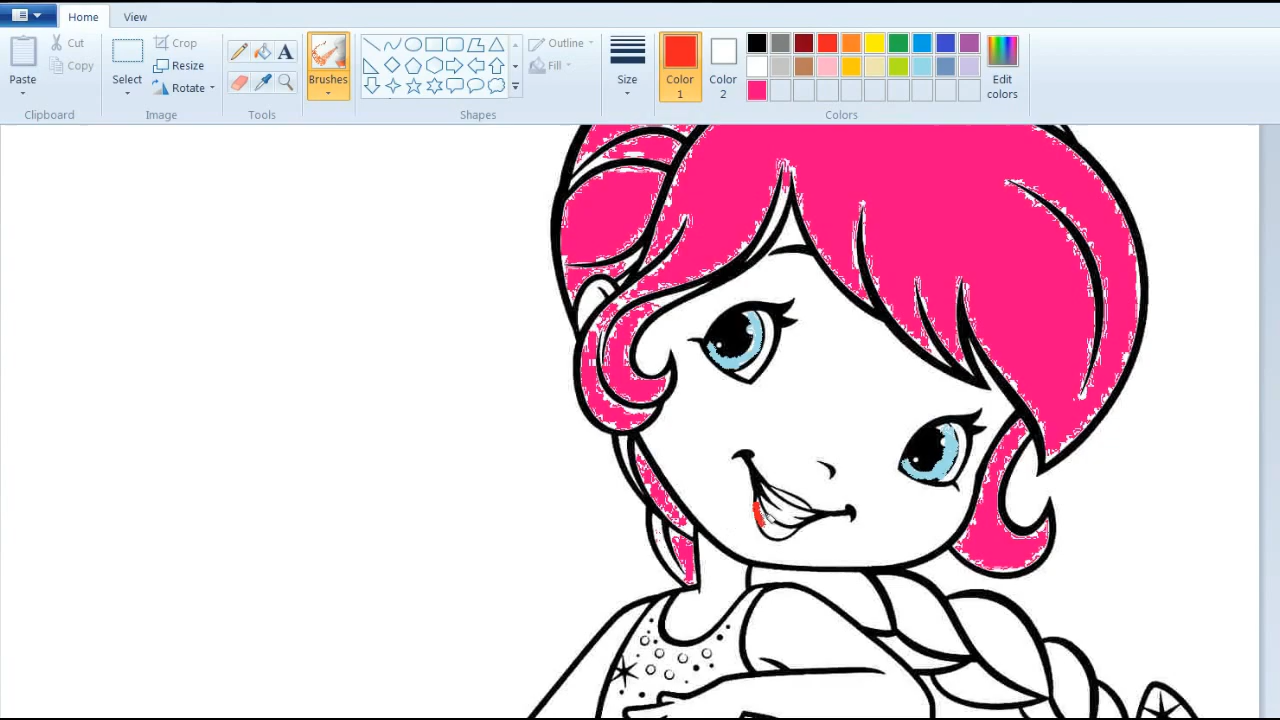 Home
View
Paste
Cut
Copy
Clipboard
Select
Crop
Resize
Rotate
Image
A
Tools
Brushes
Outline
Fill
Shapes
Size
Color
1
Color
2
Edit
colors
Colors